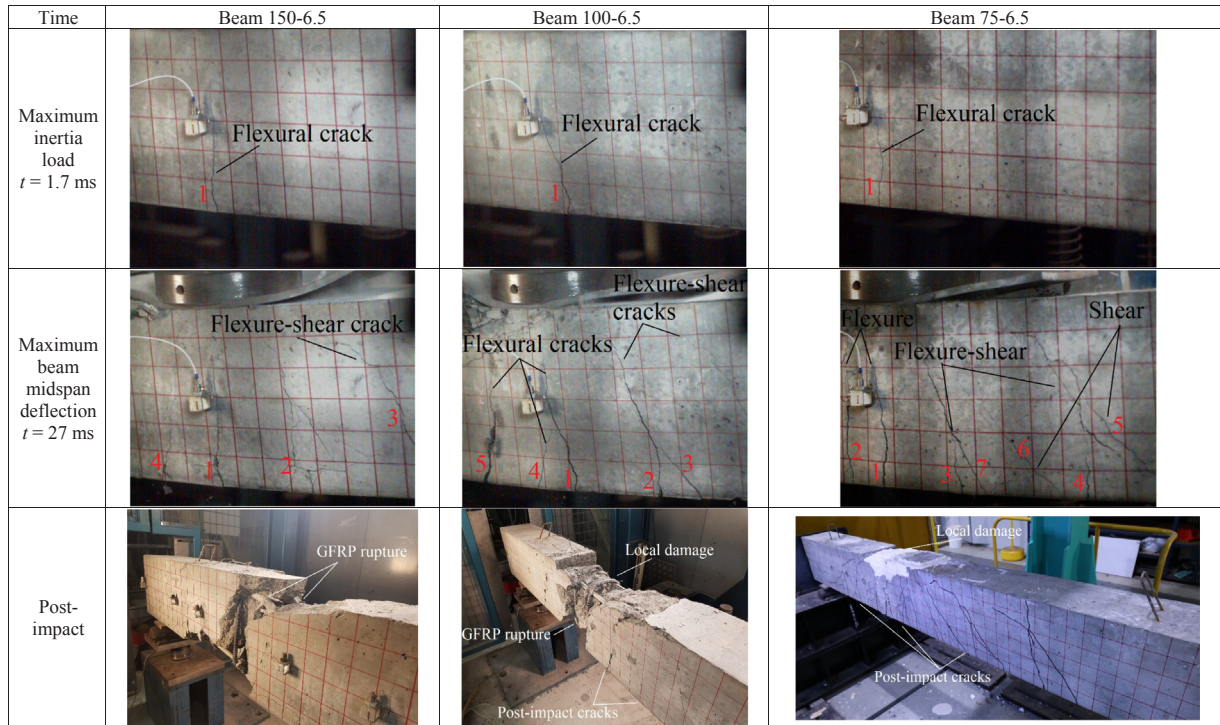 Time
Beam 150-6.5
Beam 100-6.5
Beam 75-6.5
Maximum
inertia
load
t = 1.7 ms
Flexural crack
1
Flexural crack
1
Flexural crack
1
Maximum
beam
midspan
deflection
t = 27 ms
Flexure-shear crack
3
4
1
2
Flexure-shear
cracks
Flexural cracks
5
4
1
2
3
Flexure
Shear
Flexure-shear
5
2
1
3
7
6
4
Post-
impact
GFRP rupture
Local damage
GFRP rupture
Post-impact cracks
Local damage
Post-impact cracks